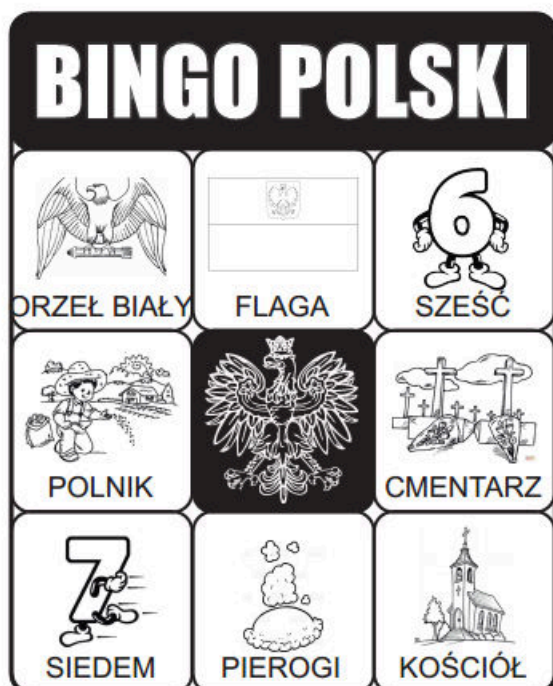 BINGO POLSKI
ORZEŁ BIAŁY
FLAGA
SZEŚĆ
POLNIK
CMENTARZ
SIEDEM
PIEROGI
KOŚCIÓŁ